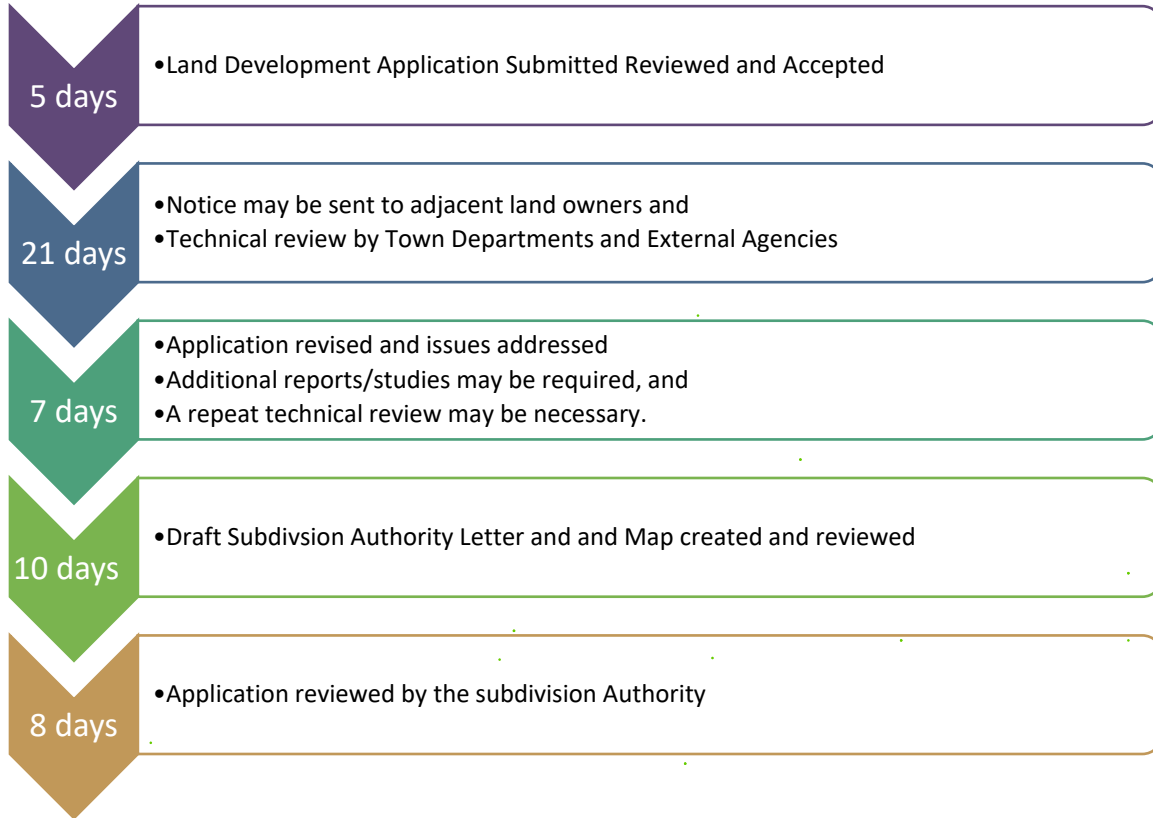 5 days
•Land Development Application Submitted Reviewed and Accepted
21 days
•Notice may be sent to adjacent land owners and
•Technical review by Town Departments and External Agencies
7 days
•Application revised and issues addressed
•Additional reports/studies may be required, and
•A repeat technical review may be necessary.
10 days
•Draft Subdivsion Authority Letter and and Map created and reviewed
8 days
•Application reviewed by the subdivision Authority